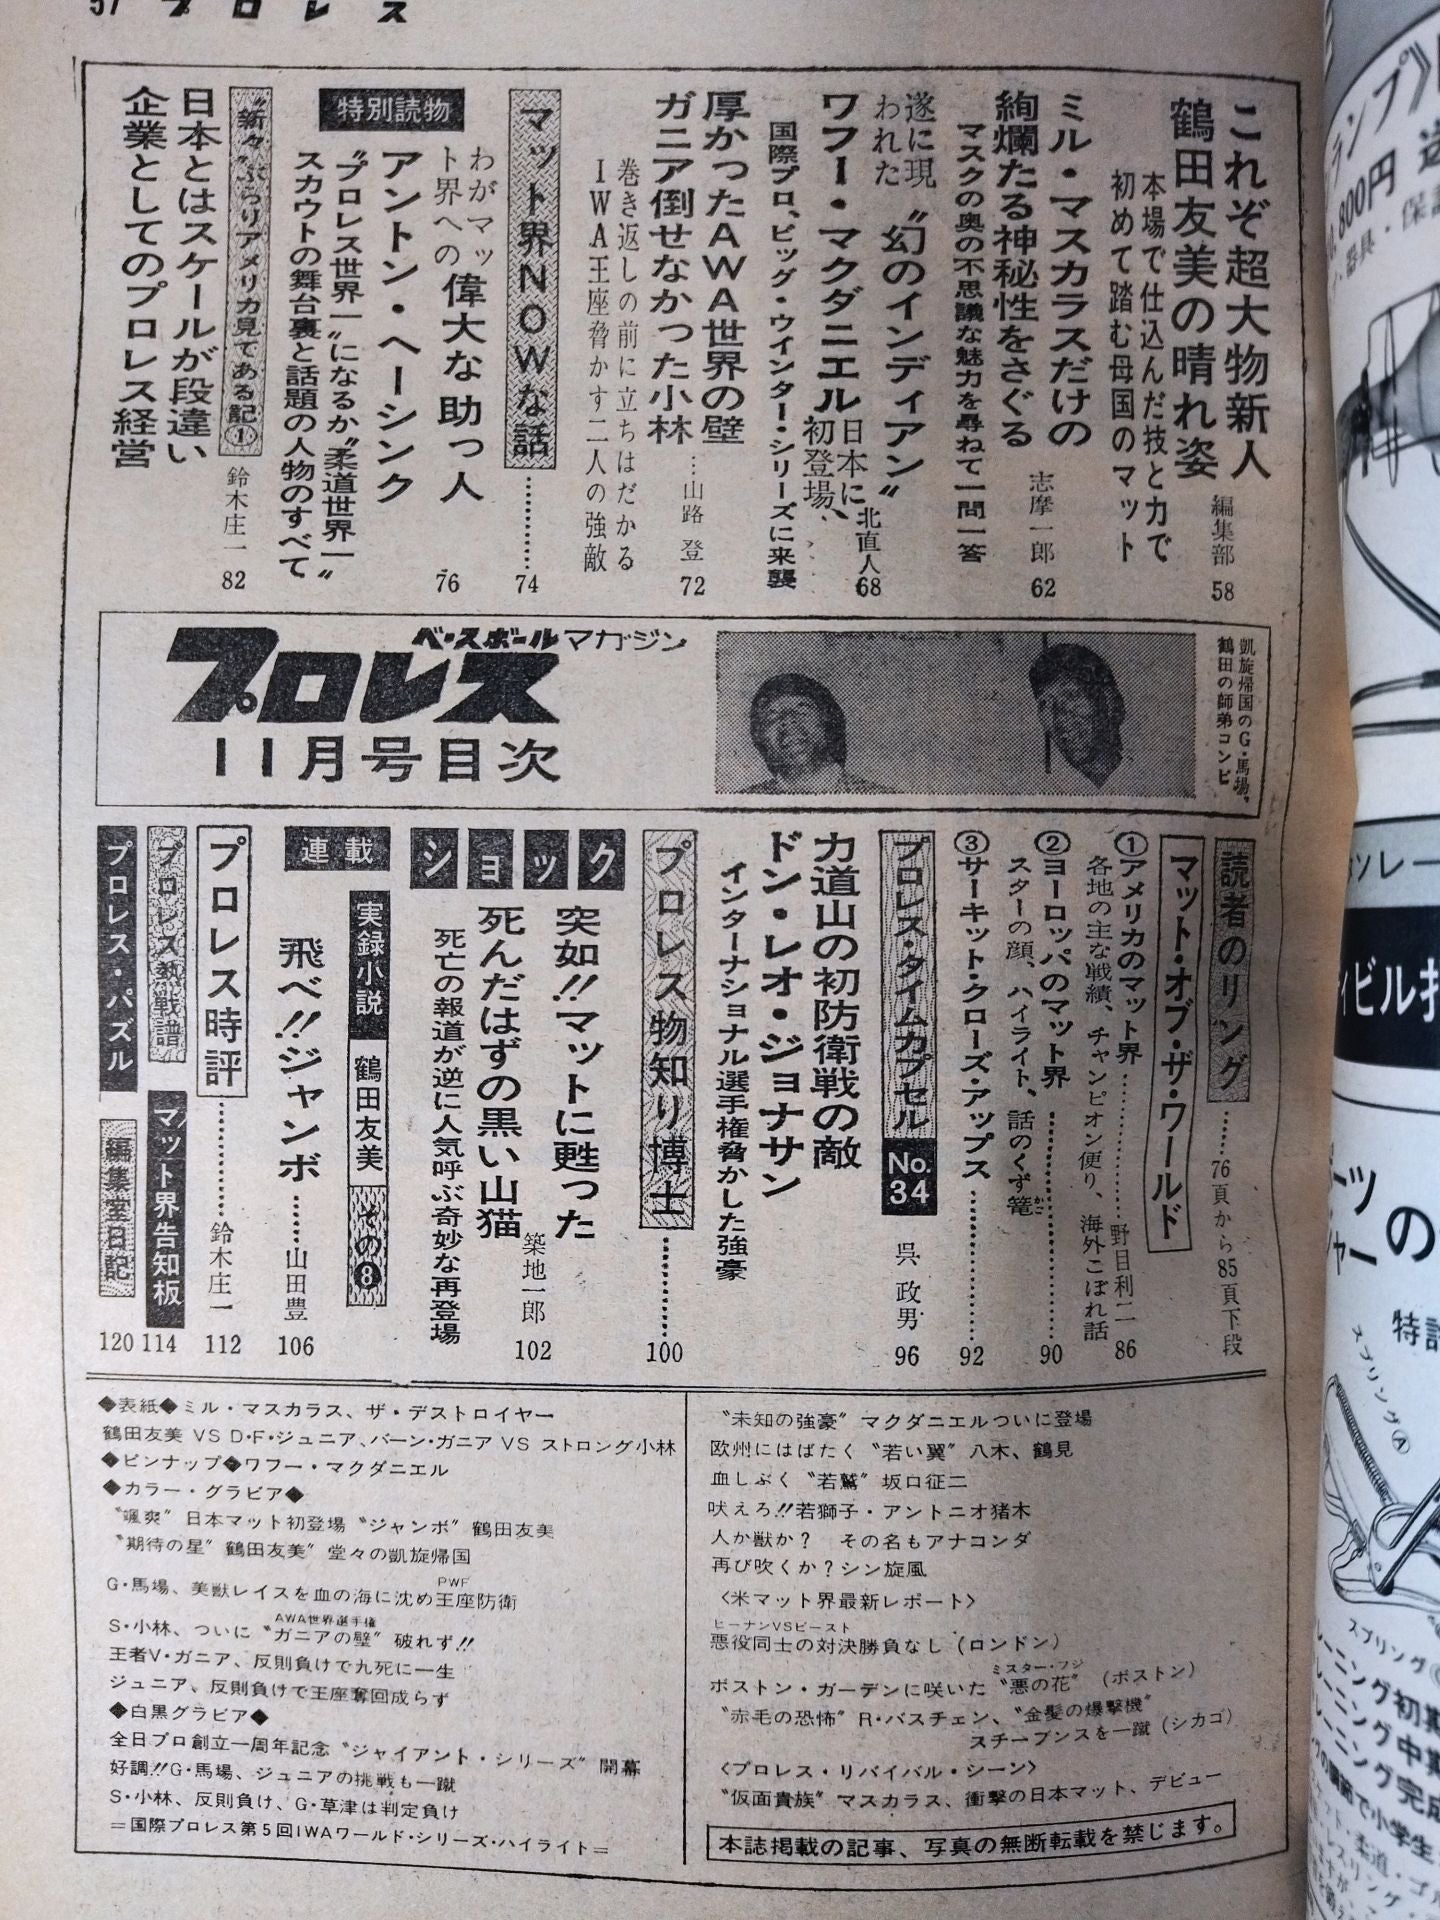 57 プロレス
これぞ超大物新人
鶴田友美の晴れ姿
編集部 58
本場で仕込んだ技と力で
初めて踏む母国のマット
ミル・マスカラスだけの
絢爛たる神秘性をさぐる
志摩一郎 62
マスクの奥の不思議な魅力を尋ねて一問一答
遂に現われた
〝幻のインディアン〟
ワフー・マクダニエル
日本に初登場、
北直人 68
国際プロ、ビッグ・ウインター・シリーズに来襲
厚かったAWA世界の壁
ガニア倒せなかった小林
…山路 登 72
巻き返しの前に立ちはだかる
IWA王座脅かす二人の強敵
マット界NOWな話………… 74
特別読物
わがマット界への
偉大な助っ人
アントン・ヘーシンク
76
〝プロレス世界一〟になるか〝柔道世界一〟
スカウトの舞台裏と話題の人物のすべて
〝新々〟ぶらりアメリカ見てある記①
鈴木庄一 82
日本とはスケールが段違い
企業としてのプロレス経営
ベースボールマガジン
プロレス
11月号目次
凱旋帰国のG・馬場、
鶴田の師弟コンビ
読者のリング……76頁から85頁下段
マット・オブ・ザ・ワールド
①アメリカのマット界…………野目利二 86
各地の主な戦績、チャンピオン便り、海外こぼれ話
②ヨーロッパのマット界………… 90
スターの顔、ハイライト、話のくず篭
かご
③サーキット・クローズ・アップス………… 92
プロレス・タイムカプセル No.34
呉 政男 96
力道山の初防衛戦の敵
ドン・レオ・ジョナサン
インターナショナル選手権脅かした強豪
プロレス物知り博士………… 100
ショック
突如!!マットに甦った
死んだはずの黒い山猫
築地一郎 102
死亡の報道が逆に人気呼ぶ奇妙な再登場
連載
実録小説 鶴田友美 その❽
飛べ!!ジャンボ……山田豊 106
プロレス時評…………鈴木庄一 112
プロレス熱戦譜
マット界告知板 114
プロレス・パズル
編集室日記 120
◆表紙◆ミル・マスカラス、ザ・デストロイヤー
鶴田友美 VS D・F・ジュニア、バーン・ガニア VS ストロング小林
◆ピンナップ◆ワフー・マクダニエル
◆カラー・グラビア◆
〝颯爽〟日本マット初登場〝ジャンボ〟鶴田友美
〝期待の星〟鶴田友美〟堂々の凱旋帰国
G・馬場、美獣レイスを血の海に沈め王座防衛
PWF
S・小林、ついに〝ガニアの壁〟破れず!!
AWA世界選手権
王者V・ガニア、反則負けで九死に一生
ジュニア、反則負けで王座奪回成らず
◆白黒グラビア◆
全日プロ創立一周年記念〝ジャイアント・シリーズ〟開幕
好調!!G・馬場、ジュニアの挑戦も一蹴
S・小林、反則負け、G・草津は判定負け
=国際プロレス第5回IWAワールド・シリーズ・ハイライト=
〝未知の強豪〟マクダニエルついに登場
欧州にはばたく〝若い翼〟八木、鶴見
血しぶく〝若鷲〟坂口征二
吠えろ!!若獅子・アントニオ猪木
人か獣か? その名もアナコンダ
再び吹くか?シン旋風
〈米マット界最新レポート〉
ヒーナンVSビースト
悪役同士の対決勝負なし(ロンドン)
ボストン・ガーデンに咲いた〝悪の花〟(ボストン)
ミスター・フジ
〝赤毛の恐怖〟R・バスチェン、〝金髪の爆撃機〟
スチーブンスを一蹴(シカゴ)
〈プロレス・リバイバル・シーン〉
〝仮面貴族〟マスカラス、衝撃の日本マット、デビュー
本誌掲載の記事、写真の無断転載を禁じます。
800円
スプリングⒶ